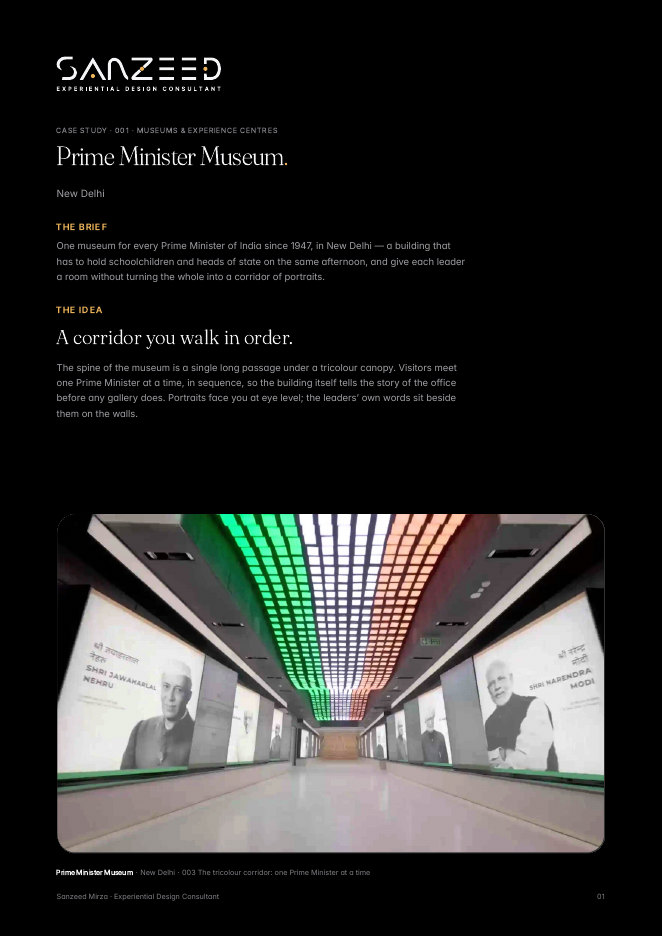 SANZEED
EXPERIENTIAL DESIGN CONSULTANT
CASE STUDY · 001 · MUSEUMS & EXPERIENCE CENTRES
Prime Minister Museum.
New Delhi
THE BRIEF
One museum for every Prime Minister of India since 1947, in New Delhi — a building that
has to hold schoolchildren and heads of state on the same afternoon, and give each leader
a room without turning the whole into a corridor of portraits.
THE IDEA
A corridor you walk in order.
The spine of the museum is a single long passage under a tricolour canopy. Visitors meet
one Prime Minister at a time, in sequence, so the building itself tells the story of the office
before any gallery does. Portraits face you at eye level; the leaders’ own words sit beside
them on the walls.
श्री जवाहरलाल
नेहरू
SHRI JAWAHARLAL
NEHRU
श्री नरेन्द्र
मोदी
SHRI NARENDRA
MODI
Prime Minister Museum · New Delhi · 003 The tricolour corridor: one Prime Minister at a time
Sanzeed Mirza · Experiential Design Consultant
01